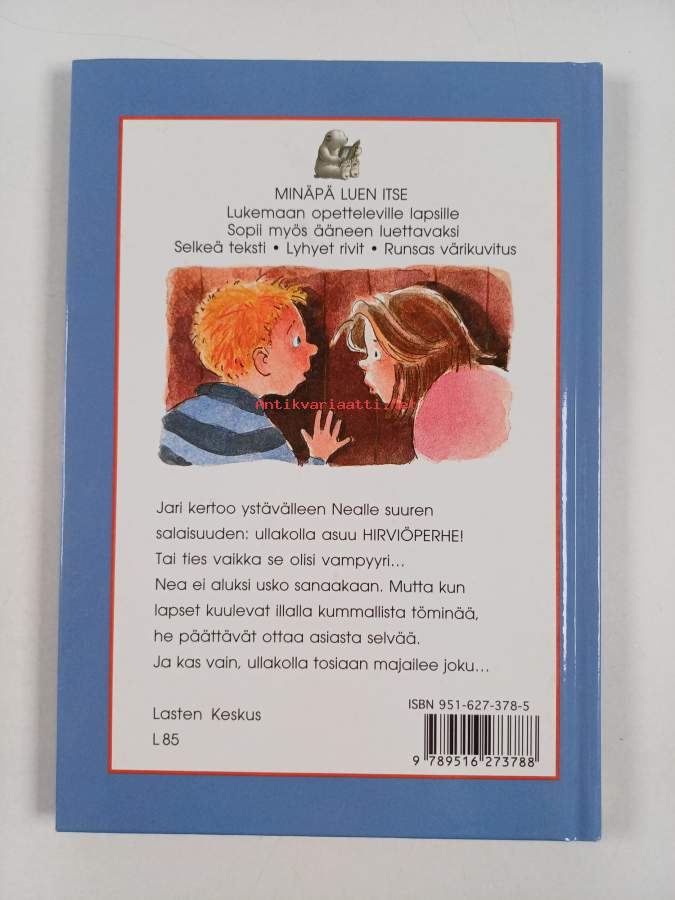 MINÄPÄ LUEN ITSE
Lukemaan opetteleville lapsille
Sopii myös ääneen luettavaksi
Selkeä teksti • Lyhyet rivit • Runsas värikuvitus
Antikvariaatti.net
Jari kertoo ystävälleen Nealle suuren
salaisuuden: ullakolla asuu HIRVIÖPERHE!
Tai ties vaikka se olisi vampyyri...
Nea ei aluksi usko sanaakaan. Mutta kun
lapset kuulevat illalla kummallista töminää,
he päättävät ottaa asiasta selvää.
Ja kas vain, ullakolla tosiaan majailee joku...
ISBN 951-627-378-5
Lasten Keskus
L 85
9 789516 273788